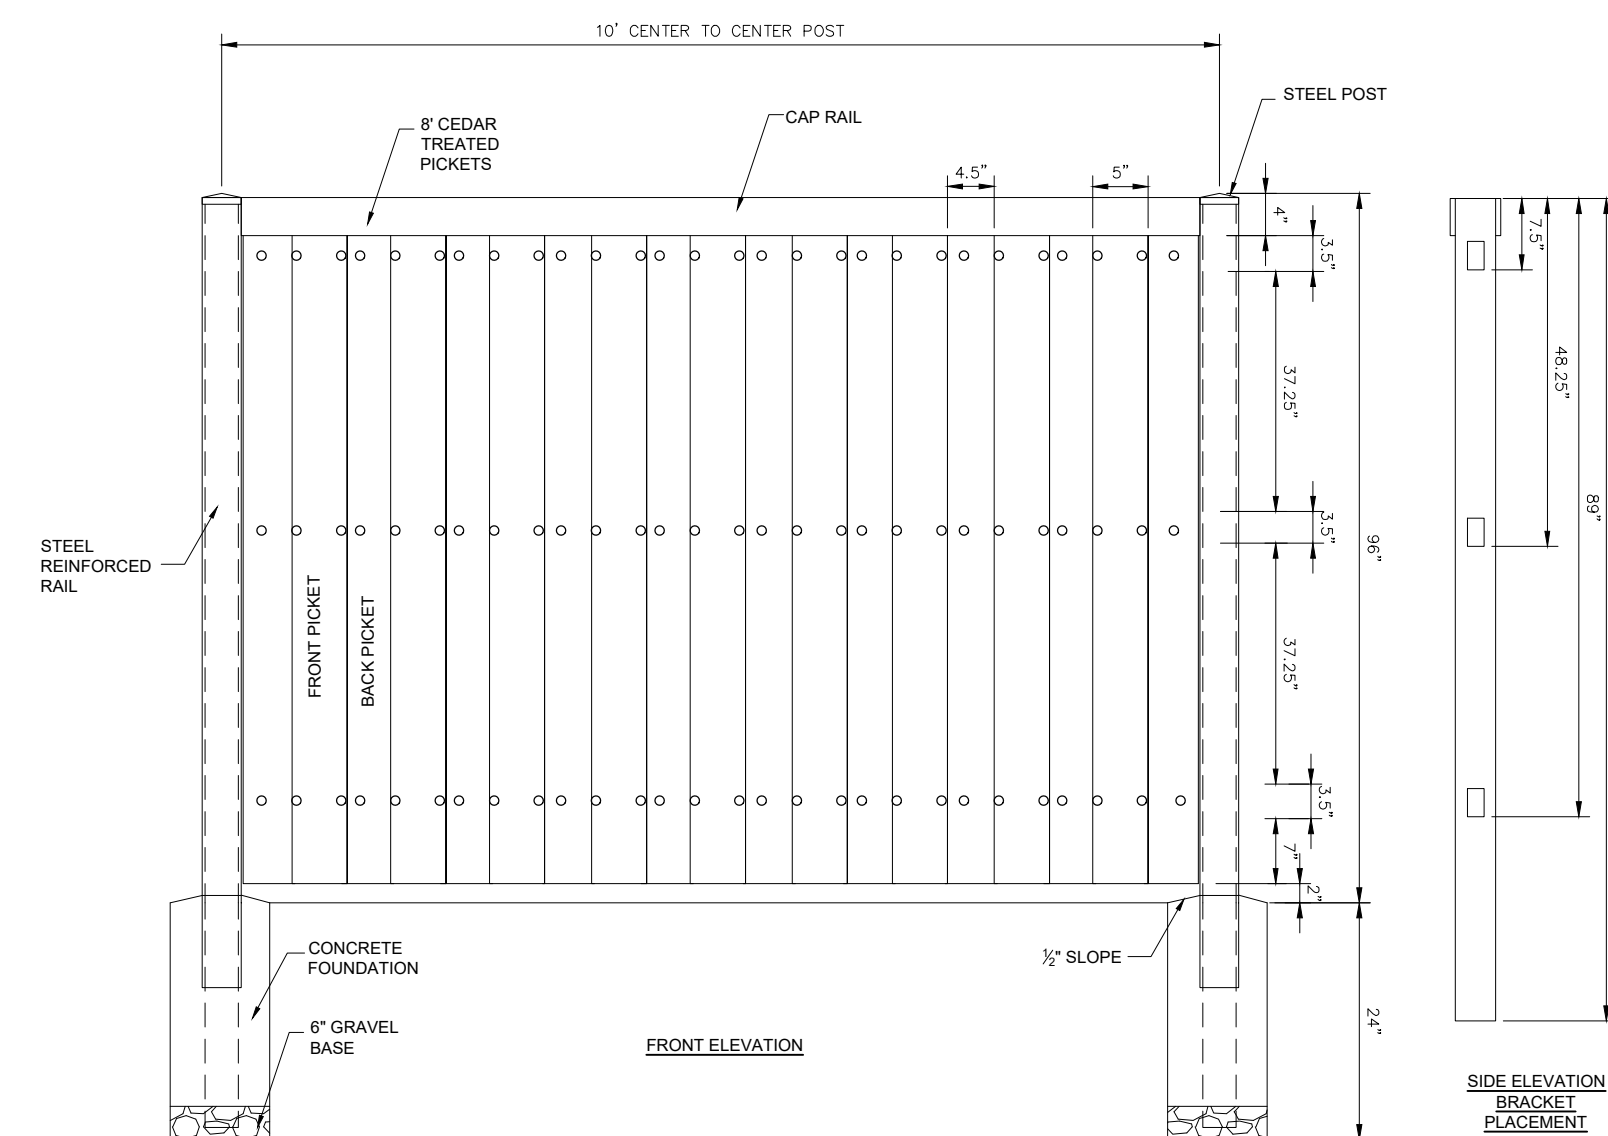 10' CENTER TO CENTER POST
STEEL POST
8' CEDAR
TREATED
PICKETS
CAP RAIL
4.5"
5"
4"
3.5"
37.25"
3.5"
37.25"
3.5"
7"
2"
96"
24"
7.5"
48.25"
89"
STEEL
REINFORCED
RAIL
FRONT PICKET
BACK PICKET
CONCRETE
FOUNDATION
½" SLOPE
6" GRAVEL
BASE
FRONT ELEVATION
SIDE ELEVATION
BRACKET
PLACEMENT